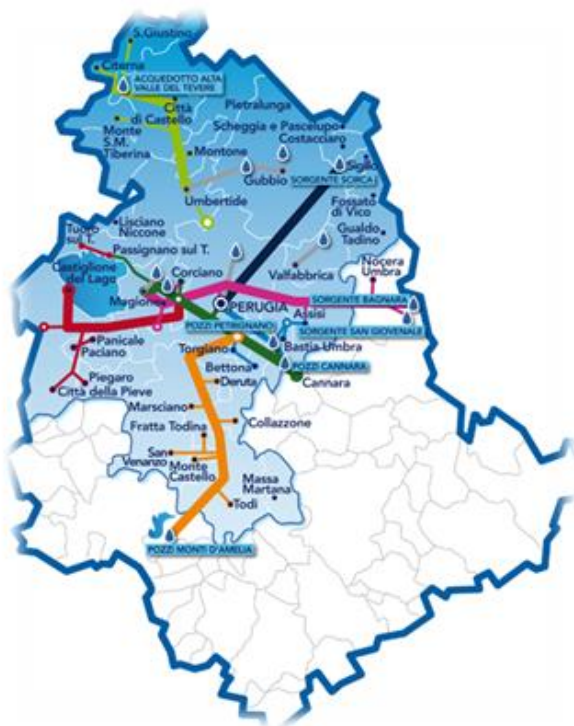 S.Giustino
Citerna
ACQUEDOTTO ALTA
VALLE DEL TEVERE
Città
di Castello
Pietralunga
Scheggia e Pascelupo
Costacciaro
Monte
S.M.
Tiberina
Montone
Gubbio
SORGENTE SCIRCA
Sigillo
Umbertide
Fossato
di Vico
Lisciano
Niccone
Gualdo
Tadino
Tuoro
sul T.
Passignano sul T.
Castiglione
del Lago
Corciano
Valfabbrica
Nocera
Umbra
Magione
PERUGIA
SORGENTE BAGNARA
Assisi
POZZI PETRIGNANO
SORGENTE SAN GIOVENALE
Panicale
Paciano
Torgiano
Bastia Umbra
POZZI CANNARA
Bettona
Cannara
Piegaro
Città della Pieve
Deruta
Marsciano
Fratta Todina
Collazzone
San
Venanzo
Monte
Castello
Massa
Martana
Todi
POZZI MONTI D'AMELIA